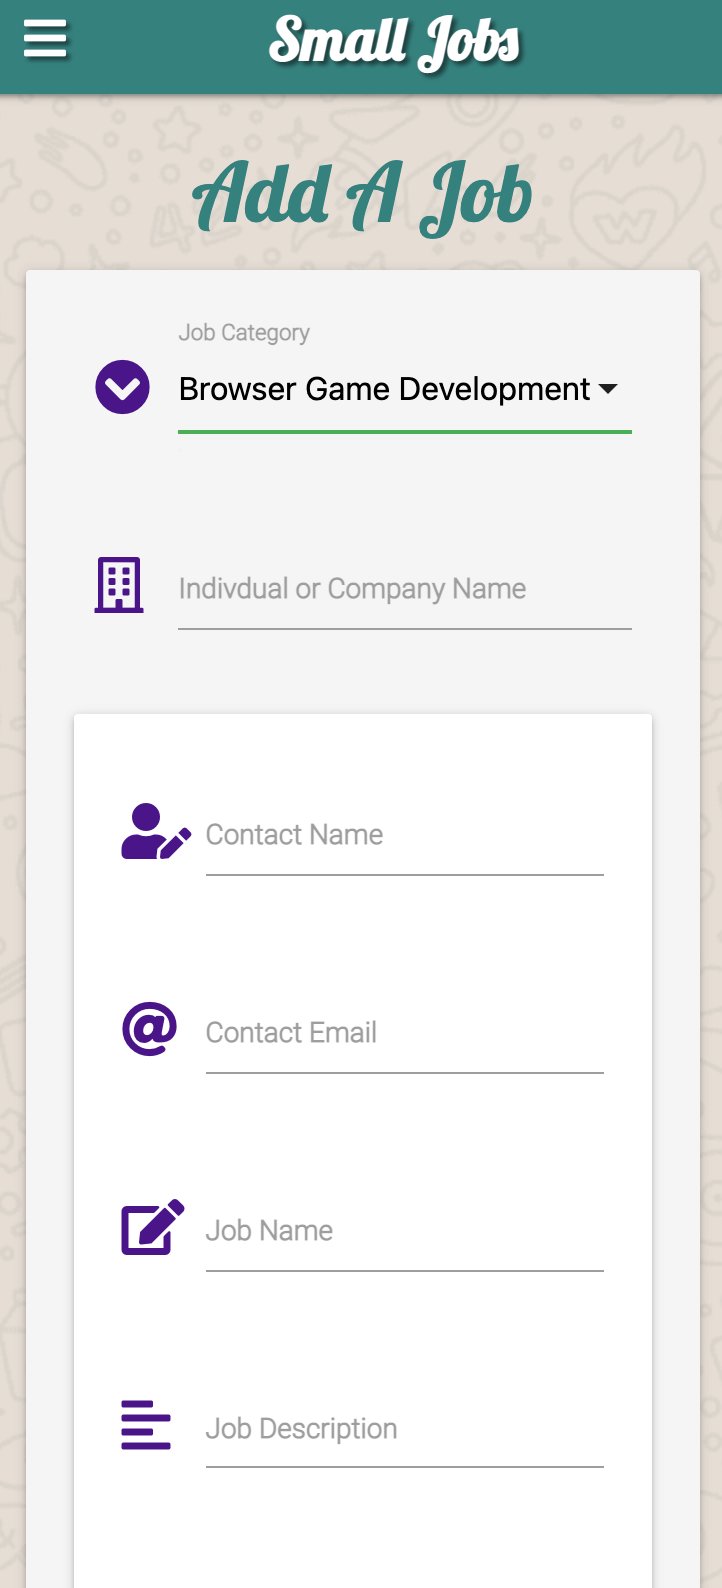 Small Jobs
Add A Job
Job Category
Browser Game Development
Indivdual or Company Name
Contact Name
Contact Email
Job Name
Job Description